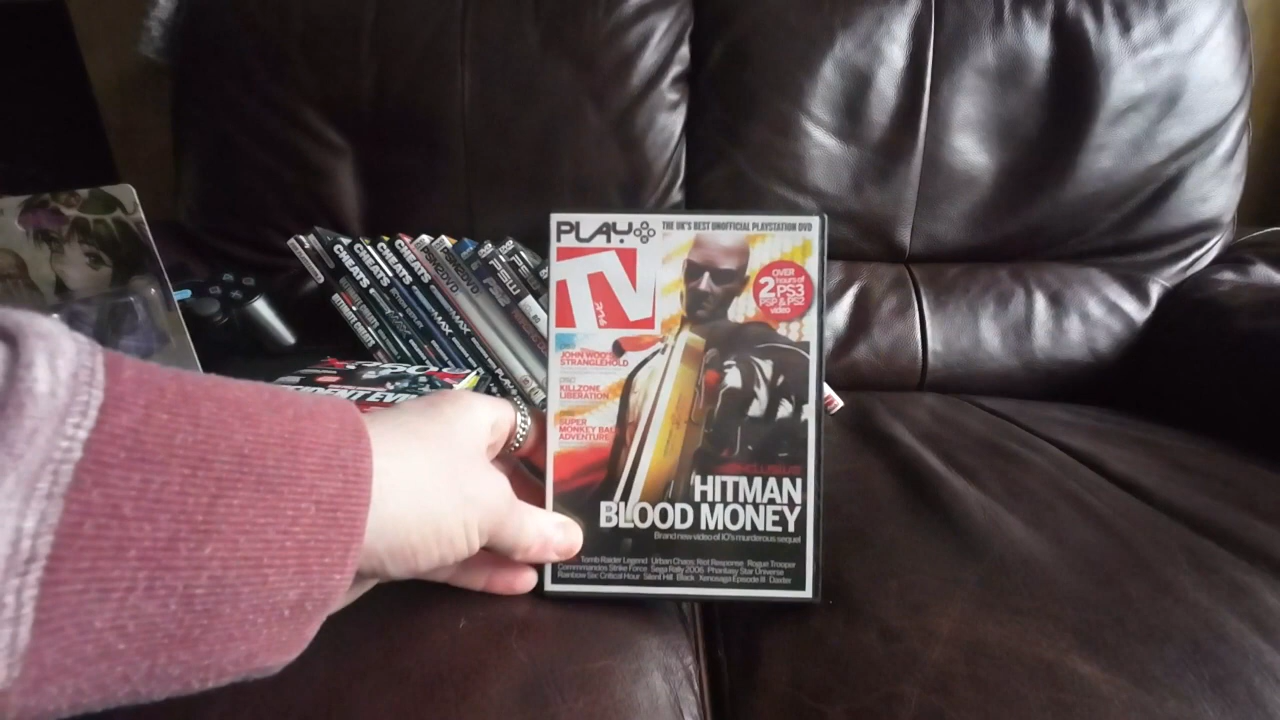 PLAY THE UK'S BEST UNOFFICIAL PLAYSTATION DVD
TV
OVER
2 hours of
PS3
PSP & PS2
video
JOHN WOO'S
STRANGLEHOLD
KILLZONE
LIBERATION
SUPER
MONKEY BALL
ADVENTURE
HITMAN
BLOOD MONEY
Brand new video of IO's murderous sequel
Tomb Raider Legend Urban Chaos: Riot Response Rogue Trooper
Commandos Strike Force Sega Rally 2006 Phantasy Star Universe
Rainbow Six: Critical Hour Silent Hill Black Xenosaga Episode III Daxter
CHEATS
CHEATS
CHEATS
CHEATS
PSM2DVD
PSM2DVD
PSW